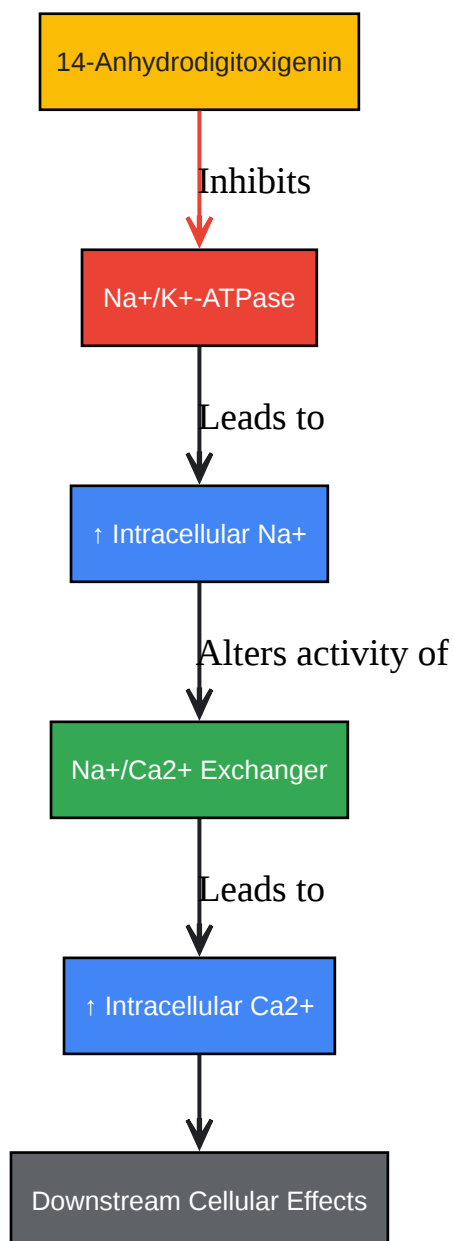 14-Anhydrodigitoxigenin
Inhibits
Na+/K+-ATPase
Leads to
↑ Intracellular Na+
Alters activity of
Na+/Ca2+ Exchanger
Leads to
↑ Intracellular Ca2+
Downstream Cellular Effects